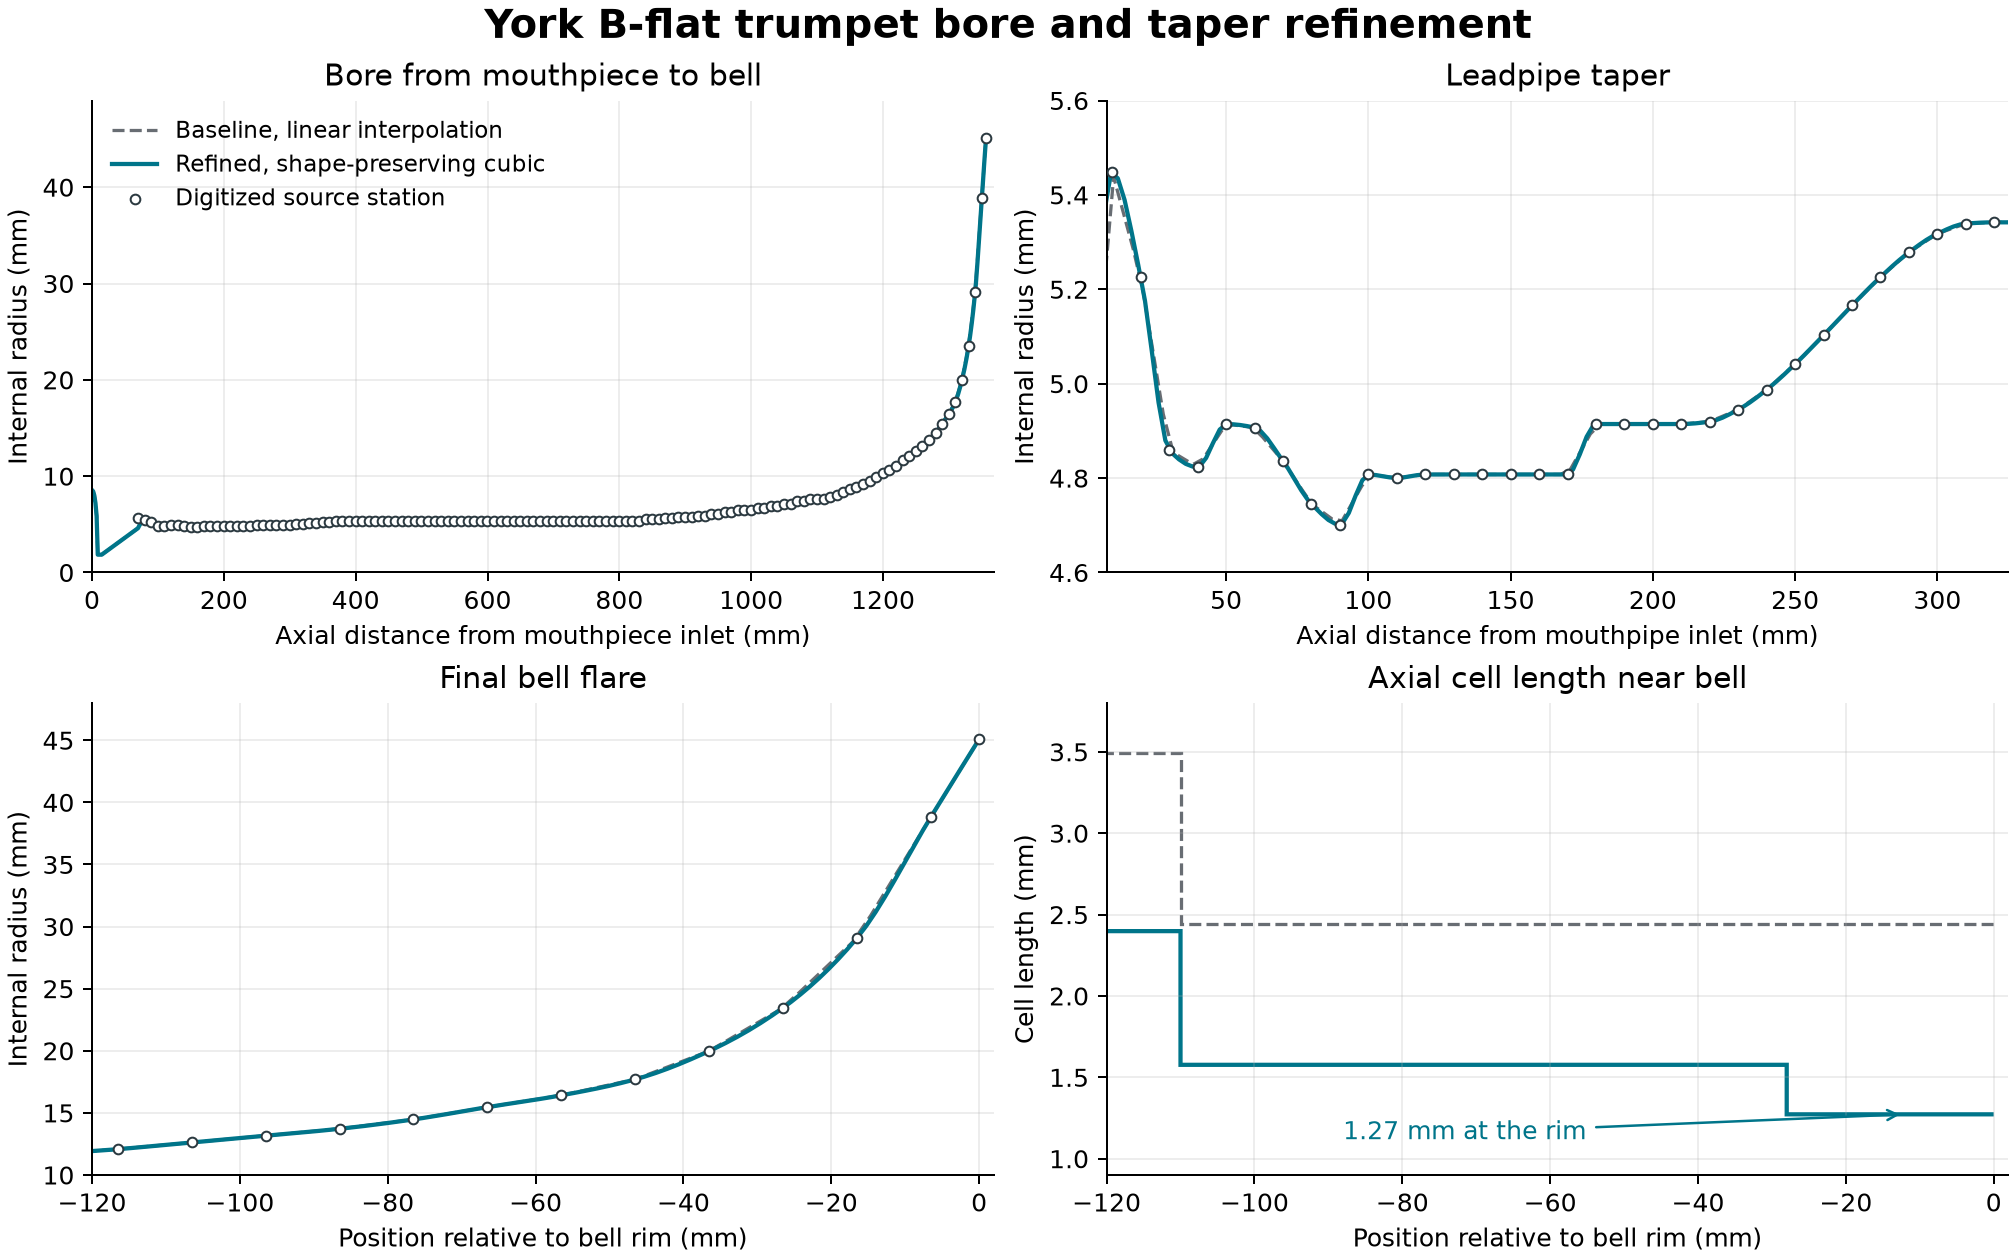 York B-flat trumpet bore and taper refinement
Bore from mouthpiece to bell
Baseline, linear interpolation
Refined, shape-preserving cubic
Digitized source station
Internal radius (mm)
40
30
20
10
0
0 200 400 600 800 1000 1200
Axial distance from mouthpiece inlet (mm)
Leadpipe taper
Internal radius (mm)
5.6
5.4
5.2
5.0
4.8
4.6
50 100 150 200 250 300
Axial distance from mouthpipe inlet (mm)
Final bell flare
Internal radius (mm)
45
40
35
30
25
20
15
10
−120 −100 −80 −60 −40 −20 0
Position relative to bell rim (mm)
Axial cell length near bell
Cell length (mm)
3.5
3.0
2.5
2.0
1.5
1.0
1.27 mm at the rim
−120 −100 −80 −60 −40 −20 0
Position relative to bell rim (mm)